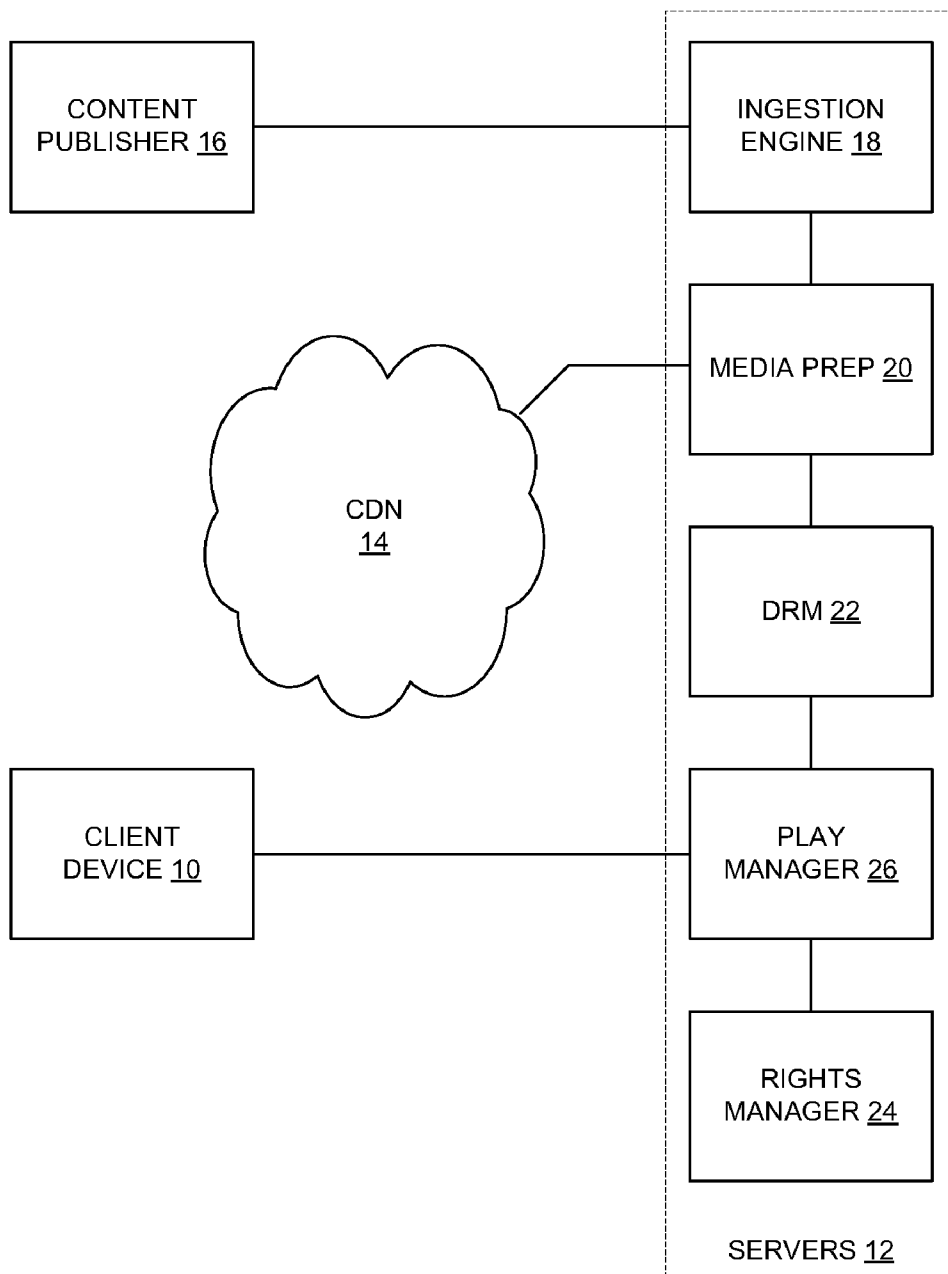 CONTENT
PUBLISHER 16
INGESTION
ENGINE 18
MEDIA PREP 20
CDN
14
DRM 22
CLIENT
DEVICE 10
PLAY
MANAGER 26
RIGHTS
MANAGER 24
SERVERS 12